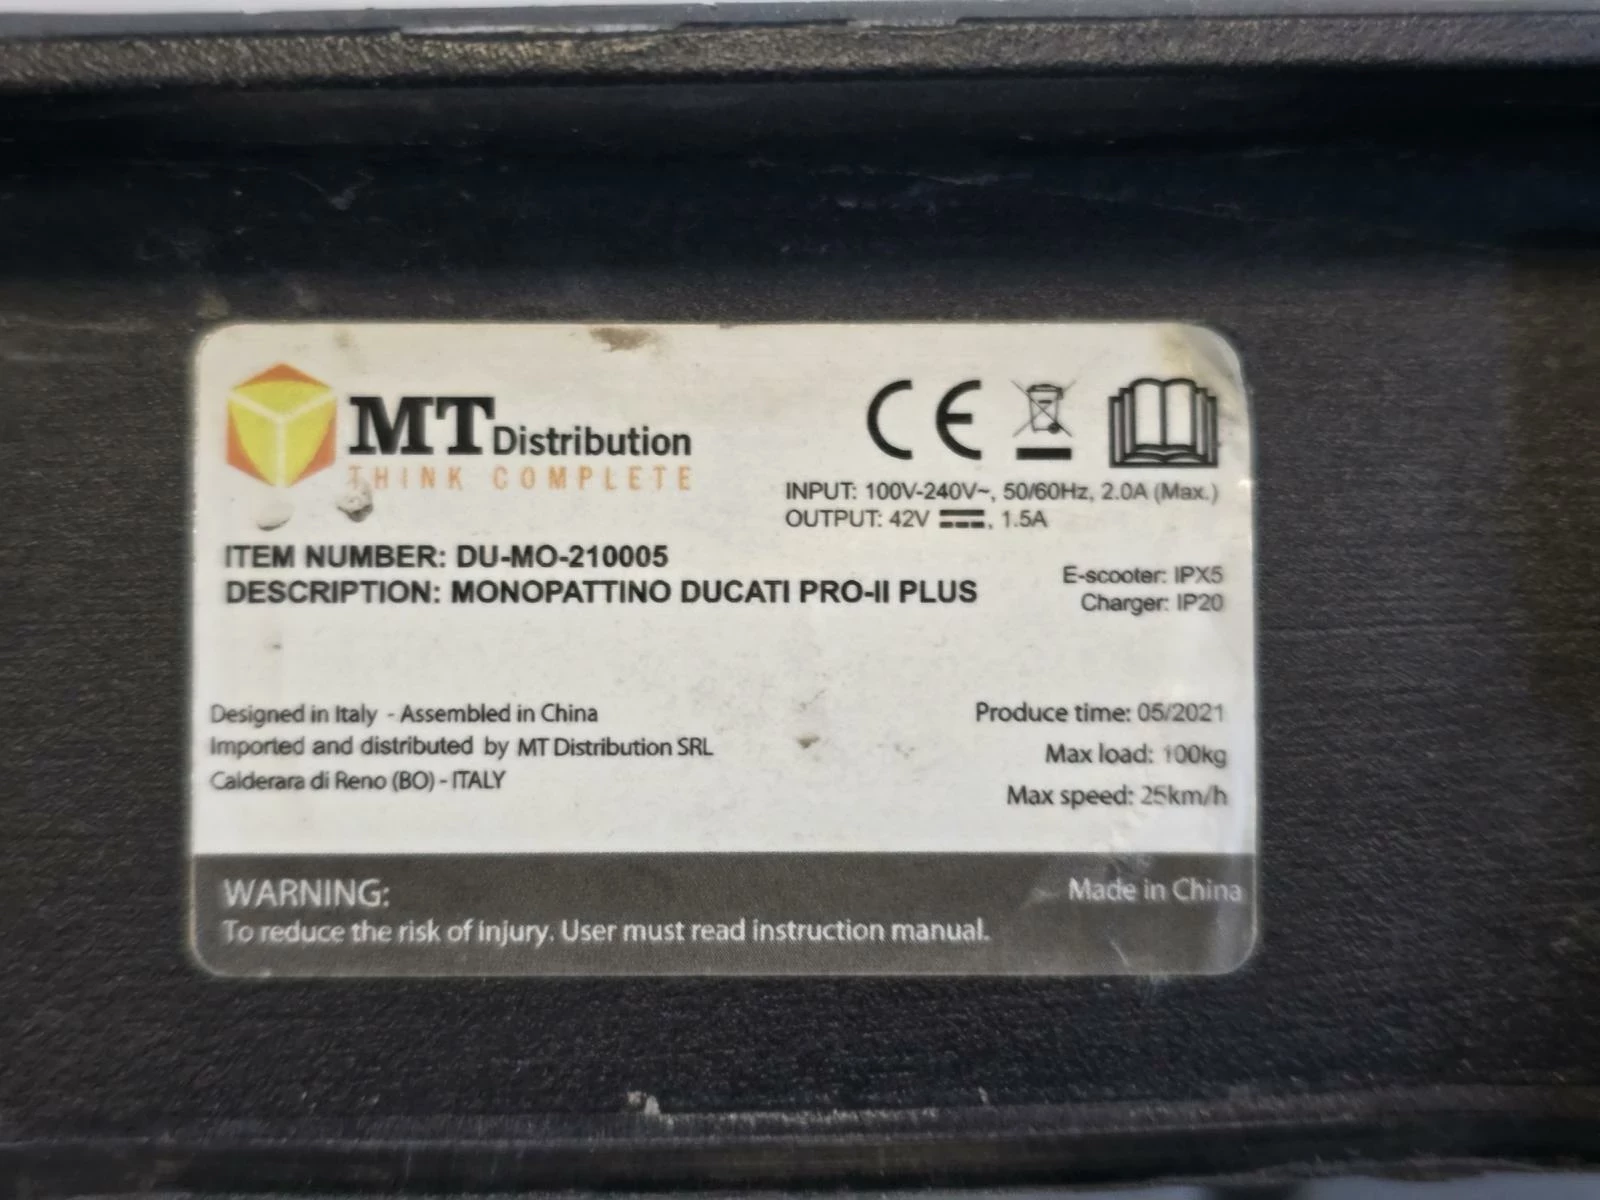 MT Distribution
THINK COMPLETE
CE
INPUT: 100V-240V~, 50/60Hz, 2.0A (Max.)
OUTPUT: 42V ⎓, 1.5A
ITEM NUMBER: DU-MO-210005
DESCRIPTION: MONOPATTINO DUCATI PRO-II PLUS
E-scooter: IPX5
Charger: IP20
Designed in Italy - Assembled in China
Imported and distributed by MT Distribution SRL
Calderara di Reno (BO) - ITALY
Produce time: 05/2021
Max load: 100kg
Max speed: 25km/h
WARNING:
To reduce the risk of injury. User must read instruction manual.
Made in China